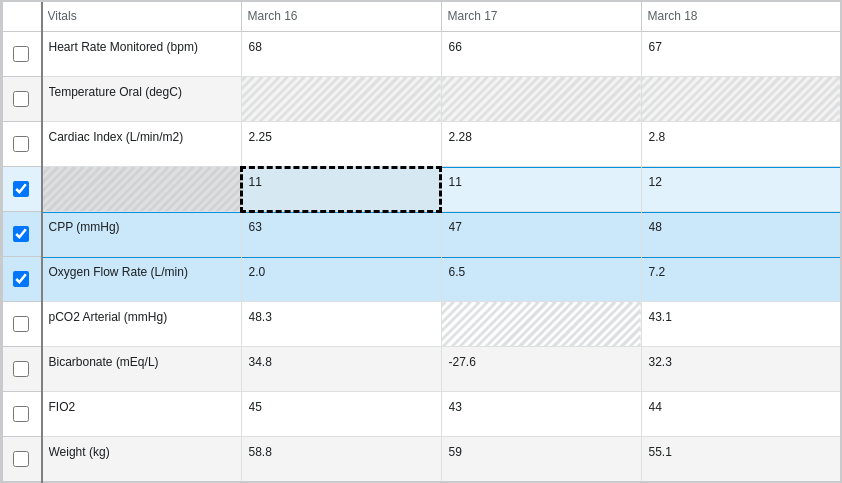 Vitals March 16 March 17 March 18
Heart Rate Monitored (bpm) 68 66 67
Temperature Oral (degC)
Cardiac Index (L/min/m2) 2.25 2.28 2.8
11 11 12
CPP (mmHg) 63 47 48
Oxygen Flow Rate (L/min) 2.0 6.5 7.2
pCO2 Arterial (mmHg) 48.3 43.1
Bicarbonate (mEq/L) 34.8 -27.6 32.3
FIO2 45 43 44
Weight (kg) 58.8 59 55.1